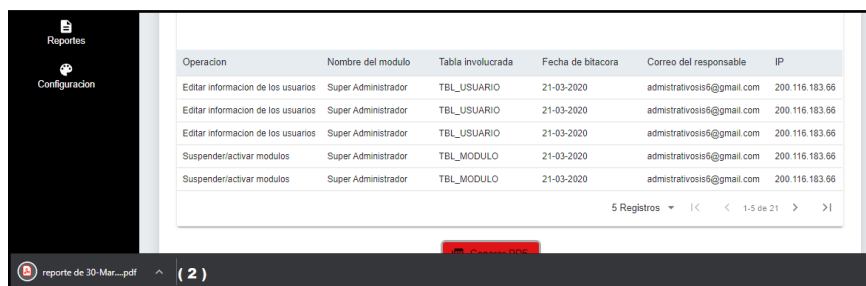 Reportes
Configuracion
Operacion Nombre del modulo Tabla involucrada Fecha de bitacora Correo del responsable IP
Editar informacion de los usuarios Super Administrador TBL_USUARIO 21-03-2020 admistrativosis6@gmail.com 200.116.183.66
Editar informacion de los usuarios Super Administrador TBL_USUARIO 21-03-2020 admistrativosis6@gmail.com 200.116.183.66
Editar informacion de los usuarios Super Administrador TBL_USUARIO 21-03-2020 admistrativosis6@gmail.com 200.116.183.66
Suspender/activar modulos Super Administrador TBL_MODULO 21-03-2020 admistrativosis6@gmail.com 200.116.183.66
Suspender/activar modulos Super Administrador TBL_MODULO 21-03-2020 admistrativosis6@gmail.com 200.116.183.66
5 Registros 1-5 de 21
Generar PDF
reporte de 30-Mar....pdf (2)